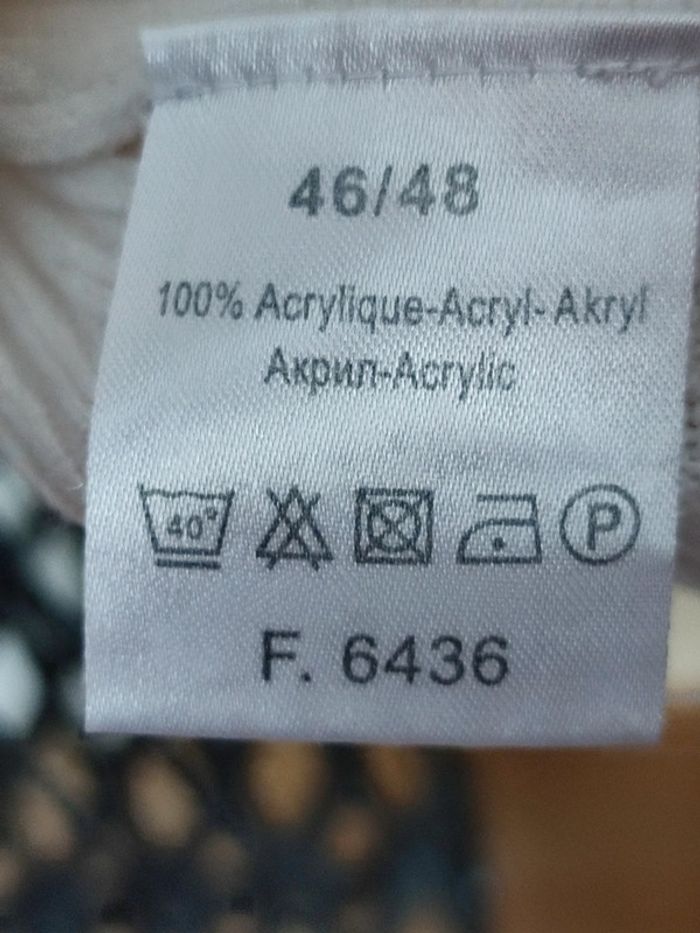 46/48
100% Acrylique-Acryl-Akryl
Акрил-Acrylic
40°
P
F. 6436